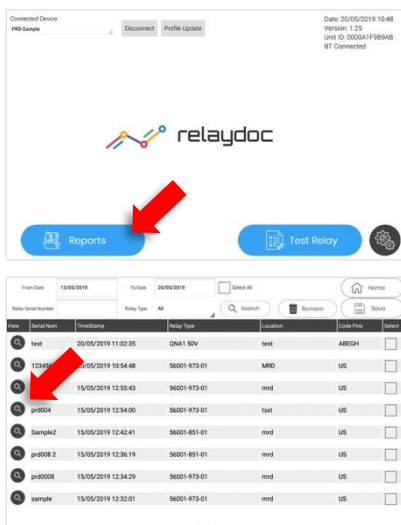 Connected Device:
PRD-Sample
Disconnect
Profile Update
Date: 20/05/2019 10:48
Version: 1.25
Unit ID: 0000A1F9B9AB
BT Connected
relaydoc
Reports
Test Relay
From Date 13/05/2019 To Date 20/05/2019 Select All Home
Relay Serial Number Relay Type All Search Remove Save
View Serial Num TimeStamp Relay Type Location Code Pins Select
test 20/05/2019 11:02:35 QNA1 50V test ABEGH
20/05/2019 10:54:48 56001-973-01 MRD US
15/05/2019 12:55:43 56001-973-01 mrd US
prd004 15/05/2019 12:54:00 56001-973-01 tsxt US
Sample2 15/05/2019 12:42:41 56001-851-01 mrd US
prd008 2 15/05/2019 12:36:19 56001-851-01 mrd US
prd0008 15/05/2019 12:34:29 56001-973-01 mrd US
sample 15/05/2019 12:32:01 56001-973-01 mrd US